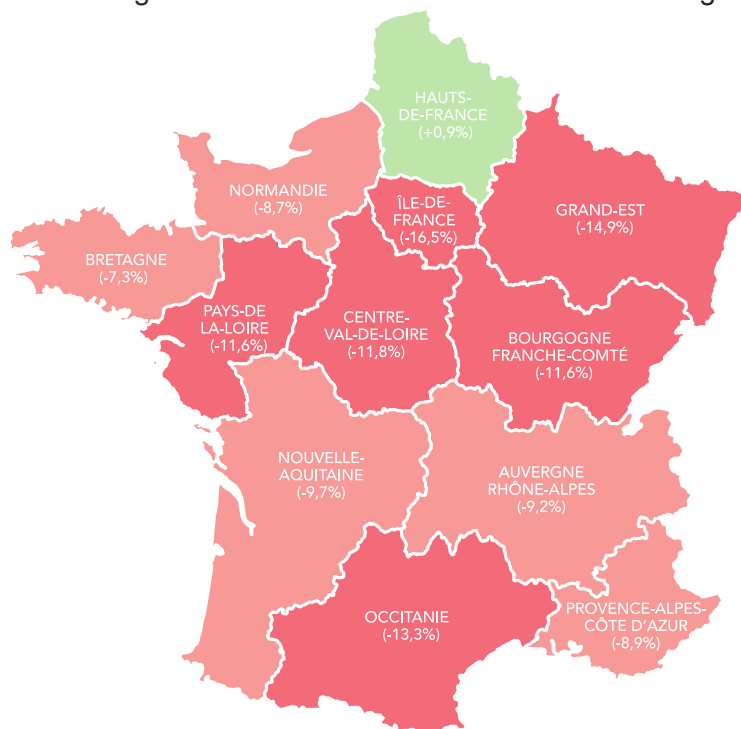 HAUTS-
DE-FRANCE
(+0,9%)
NORMANDIE
(-8,7%)
ÎLE-DE-
FRANCE
(-16,5%)
GRAND-EST
(-14,9%)
BRETAGNE
(-7,3%)
PAYS-DE
LA-LOIRE
(-11,6%)
CENTRE-
VAL-DE-LOIRE
(-11,8%)
BOURGOGNE
FRANCHE-COMTÉ
(-11,6%)
NOUVELLE-
AQUITAINE
(-9,7%)
AUVERGNE
RHÔNE-ALPES
(-9,2%)
OCCITANIE
(-13,3%)
PROVENCE-ALPES-
CÔTE D'AZUR
(-8,9%)